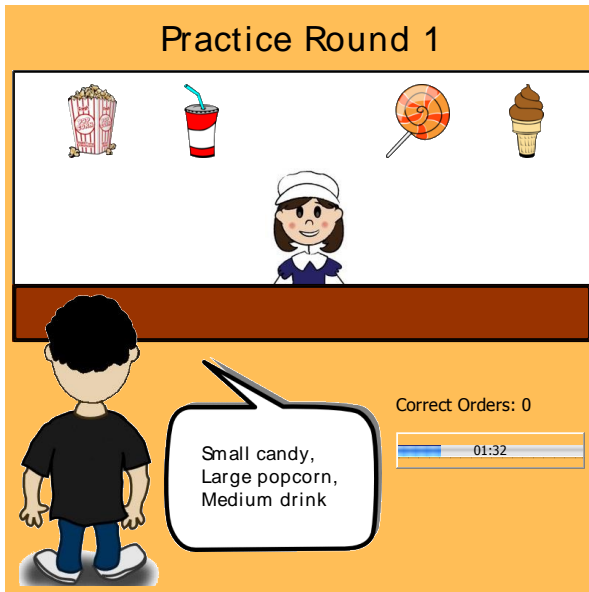 Practice Round 1
Small candy,
Large popcorn,
Medium drink
Correct Orders: 0
01:32